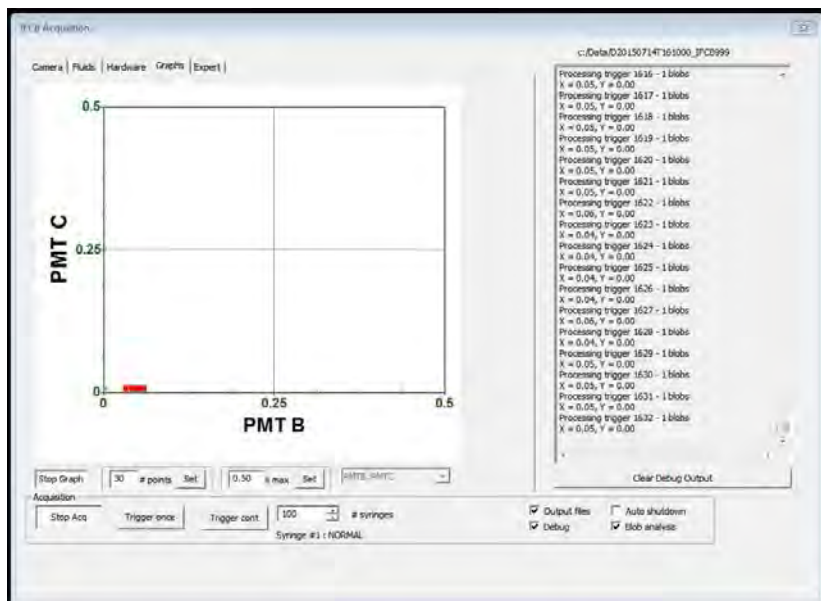 IFCB Acquisition
c:/Data/D20150714T161000_IFCB999
Camera | Fluids | Hardware | Graphs | Expert |
0.5
0.25
0
PMT C
0
0.25
0.5
PMT B
Processing trigger 1616 - 1 blobs
X = 0.05, Y = 0.00
Processing trigger 1617 - 1 blobs
X = 0.05, Y = 0.00
Processing trigger 1618 - 1 blobs
X = 0.05, Y = 0.00
Processing trigger 1619 - 1 blobs
X = 0.05, Y = 0.00
Processing trigger 1620 - 1 blobs
X = 0.05, Y = 0.00
Processing trigger 1621 - 1 blobs
X = 0.05, Y = 0.00
Processing trigger 1622 - 1 blobs
X = 0.06, Y = 0.00
Processing trigger 1623 - 1 blobs
X = 0.04, Y = 0.00
Processing trigger 1624 - 1 blobs
X = 0.04, Y = 0.00
Processing trigger 1625 - 1 blobs
X = 0.04, Y = 0.00
Processing trigger 1626 - 1 blobs
X = 0.04, Y = 0.00
Processing trigger 1627 - 1 blobs
X = 0.06, Y = 0.00
Processing trigger 1628 - 1 blobs
X = 0.04, Y = 0.00
Processing trigger 1629 - 1 blobs
X = 0.05, Y = 0.00
Processing trigger 1630 - 1 blobs
X = 0.05, Y = 0.00
Processing trigger 1631 - 1 blobs
X = 0.05, Y = 0.00
Processing trigger 1632 - 1 blobs
X = 0.05, Y = 0.00
Stop Graph
30 # points Set
0.50 x max Set
PMTB_PMTC
Clear Debug Output
Acquisition
Stop Acq
Trigger once
Trigger cont
100 # syringes
Syringe #1 : NORMAL
Output files
Auto shutdown
Debug
Blob analysis